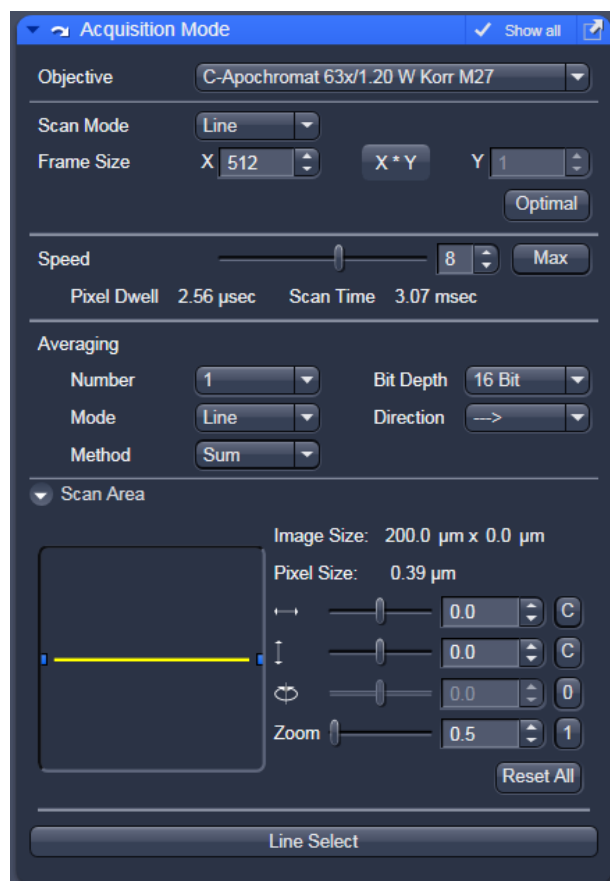 Acquisition Mode Show all
Objective C-Apochromat 63x/1.20 W Korr M27
Scan Mode Line
Frame Size X 512 X * Y Y 1
Optimal
Speed 8 Max
Pixel Dwell 2.56 µsec Scan Time 3.07 msec
Averaging
Number 1 Bit Depth 16 Bit
Mode Line Direction --->
Method Sum
Scan Area
Image Size: 200.0 µm x 0.0 µm
Pixel Size: 0.39 µm
0.0 C
0.0 C
0.0 0
Zoom 0.5 1
Reset All
Line Select